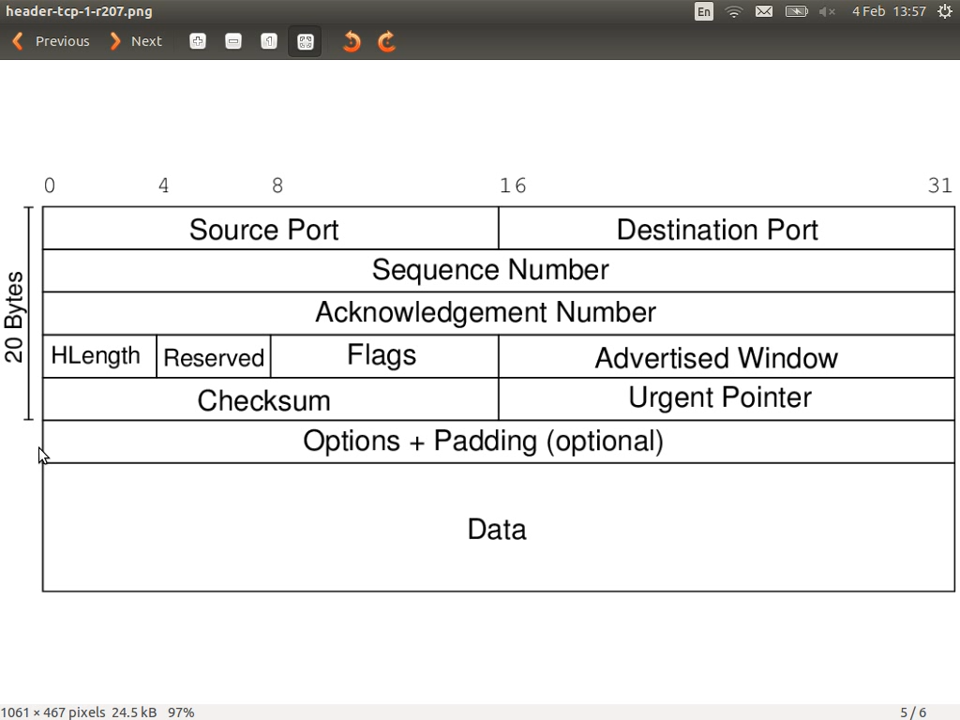 header-tcp-1-r207.png
En 4 Feb 13:57
Previous Next
0 4 8 16 31
20 Bytes
Source Port Destination Port
Sequence Number
Acknowledgement Number
HLength Reserved Flags Advertised Window
Checksum Urgent Pointer
Options + Padding (optional)
Data
1061 × 467 pixels 24.5 kB 97% 5 / 6